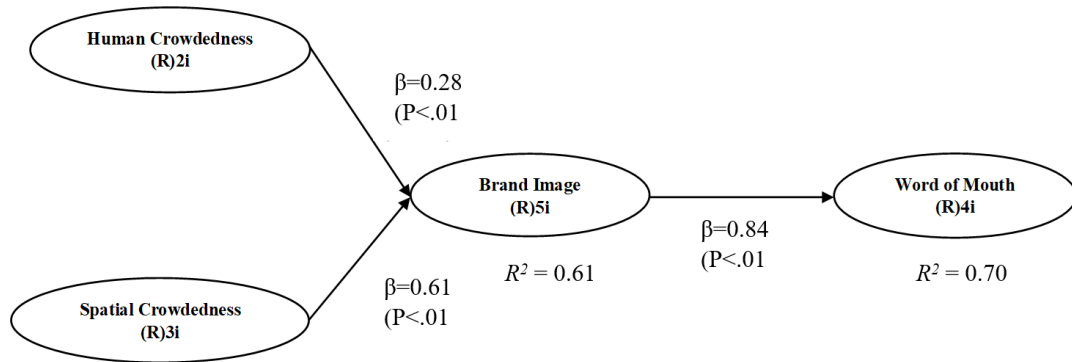 Human Crowdedness
(R)2i
β=0.28
(P<.01
Brand Image
(R)5i
R² = 0.61
β=0.84
(P<.01
Word of Mouth
(R)4i
R² = 0.70
Spatial Crowdedness
(R)3i
β=0.61
(P<.01